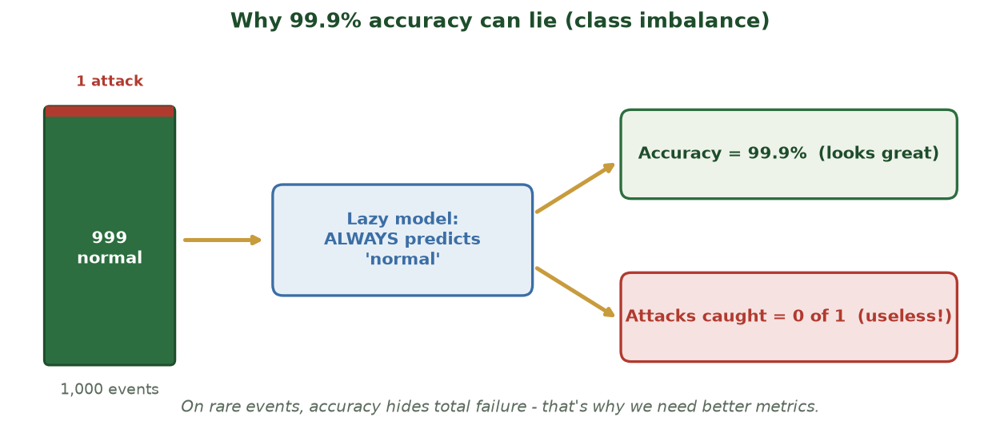 Why 99.9% accuracy can lie (class imbalance)
1 attack
999
normal
1,000 events
Lazy model:
ALWAYS predicts
'normal'
Accuracy = 99.9%  (looks great)
Attacks caught = 0 of 1  (useless!)
On rare events, accuracy hides total failure - that's why we need better metrics.